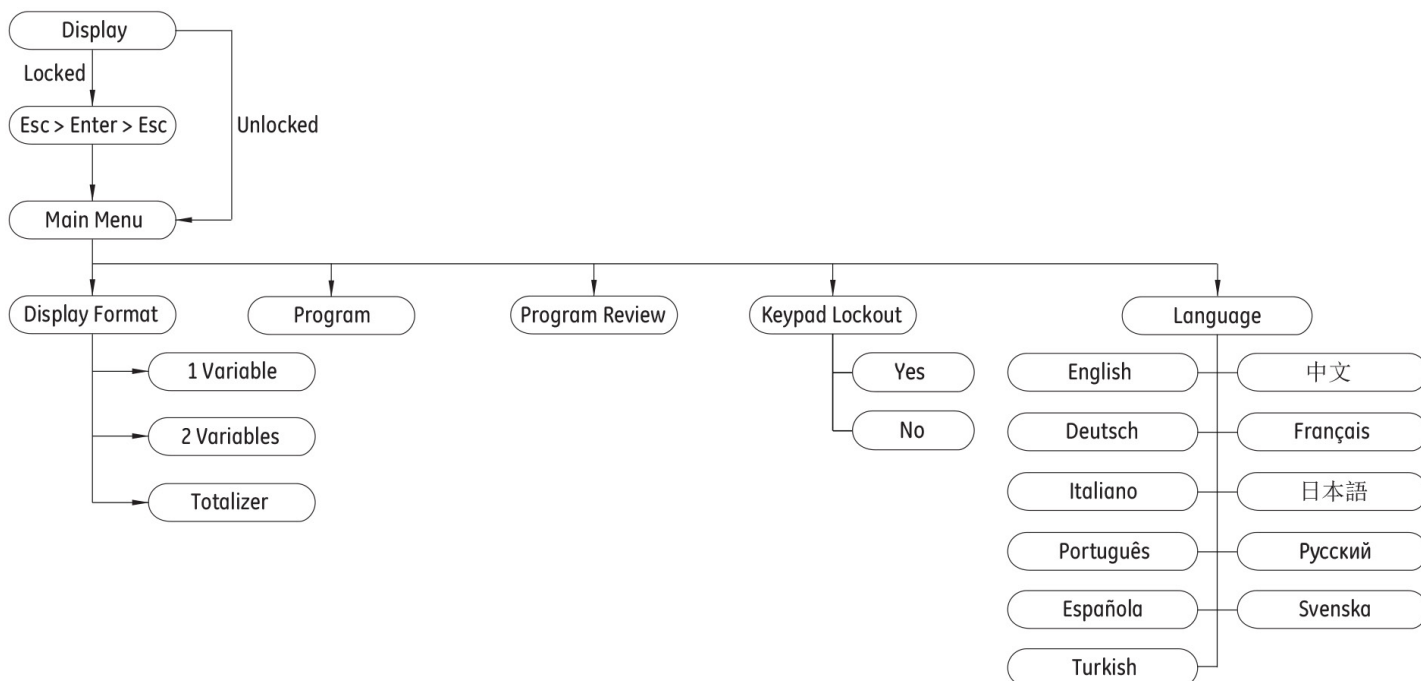 Display
Locked
Esc > Enter > Esc
Unlocked
Main Menu
Display Format
Program
Program Review
Keypad Lockout
Language
1 Variable
2 Variables
Totalizer
Yes
No
English
中文
Deutsch
Français
Italiano
日本語
Português
Русский
Española
Svenska
Turkish